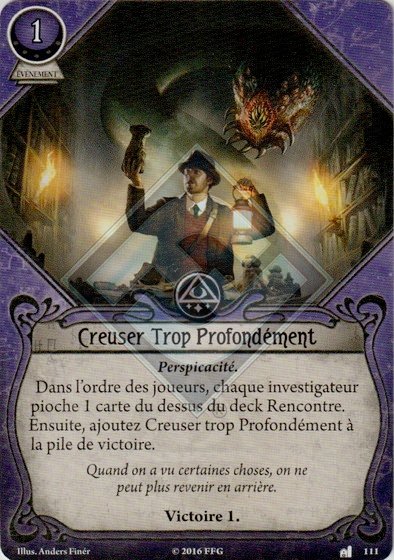 1
ÉVÉNEMENT
Creuser Trop Profondément
Perspicacité.
Dans l'ordre des joueurs, chaque investigateur
pioche 1 carte du dessus du deck Rencontre.
Ensuite, ajoutez Creuser trop Profondément à
la pile de victoire.
Quand on a vu certaines choses, on ne
peut plus revenir en arrière.
Victoire 1.
Illus. Anders Finér
© 2016 FFG
111